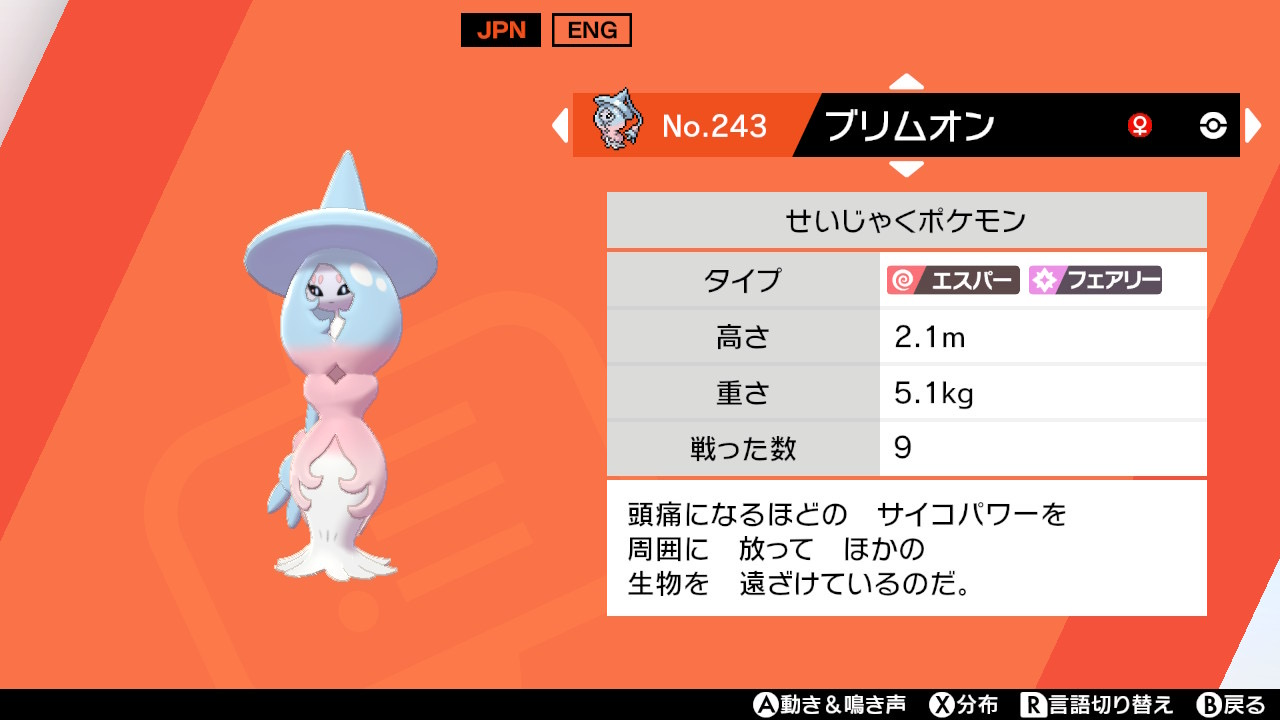 JPN ENG
No.243 ブリムオン ♀
せいじゃくポケモン
タイプ エスパー フェアリー
高さ 2.1m
重さ 5.1kg
戦った数 9
頭痛になるほどの　サイコパワーを
周囲に　放って　ほかの
生物を　遠ざけているのだ。
A動き＆鳴き声 X分布 R言語切り替え B戻る